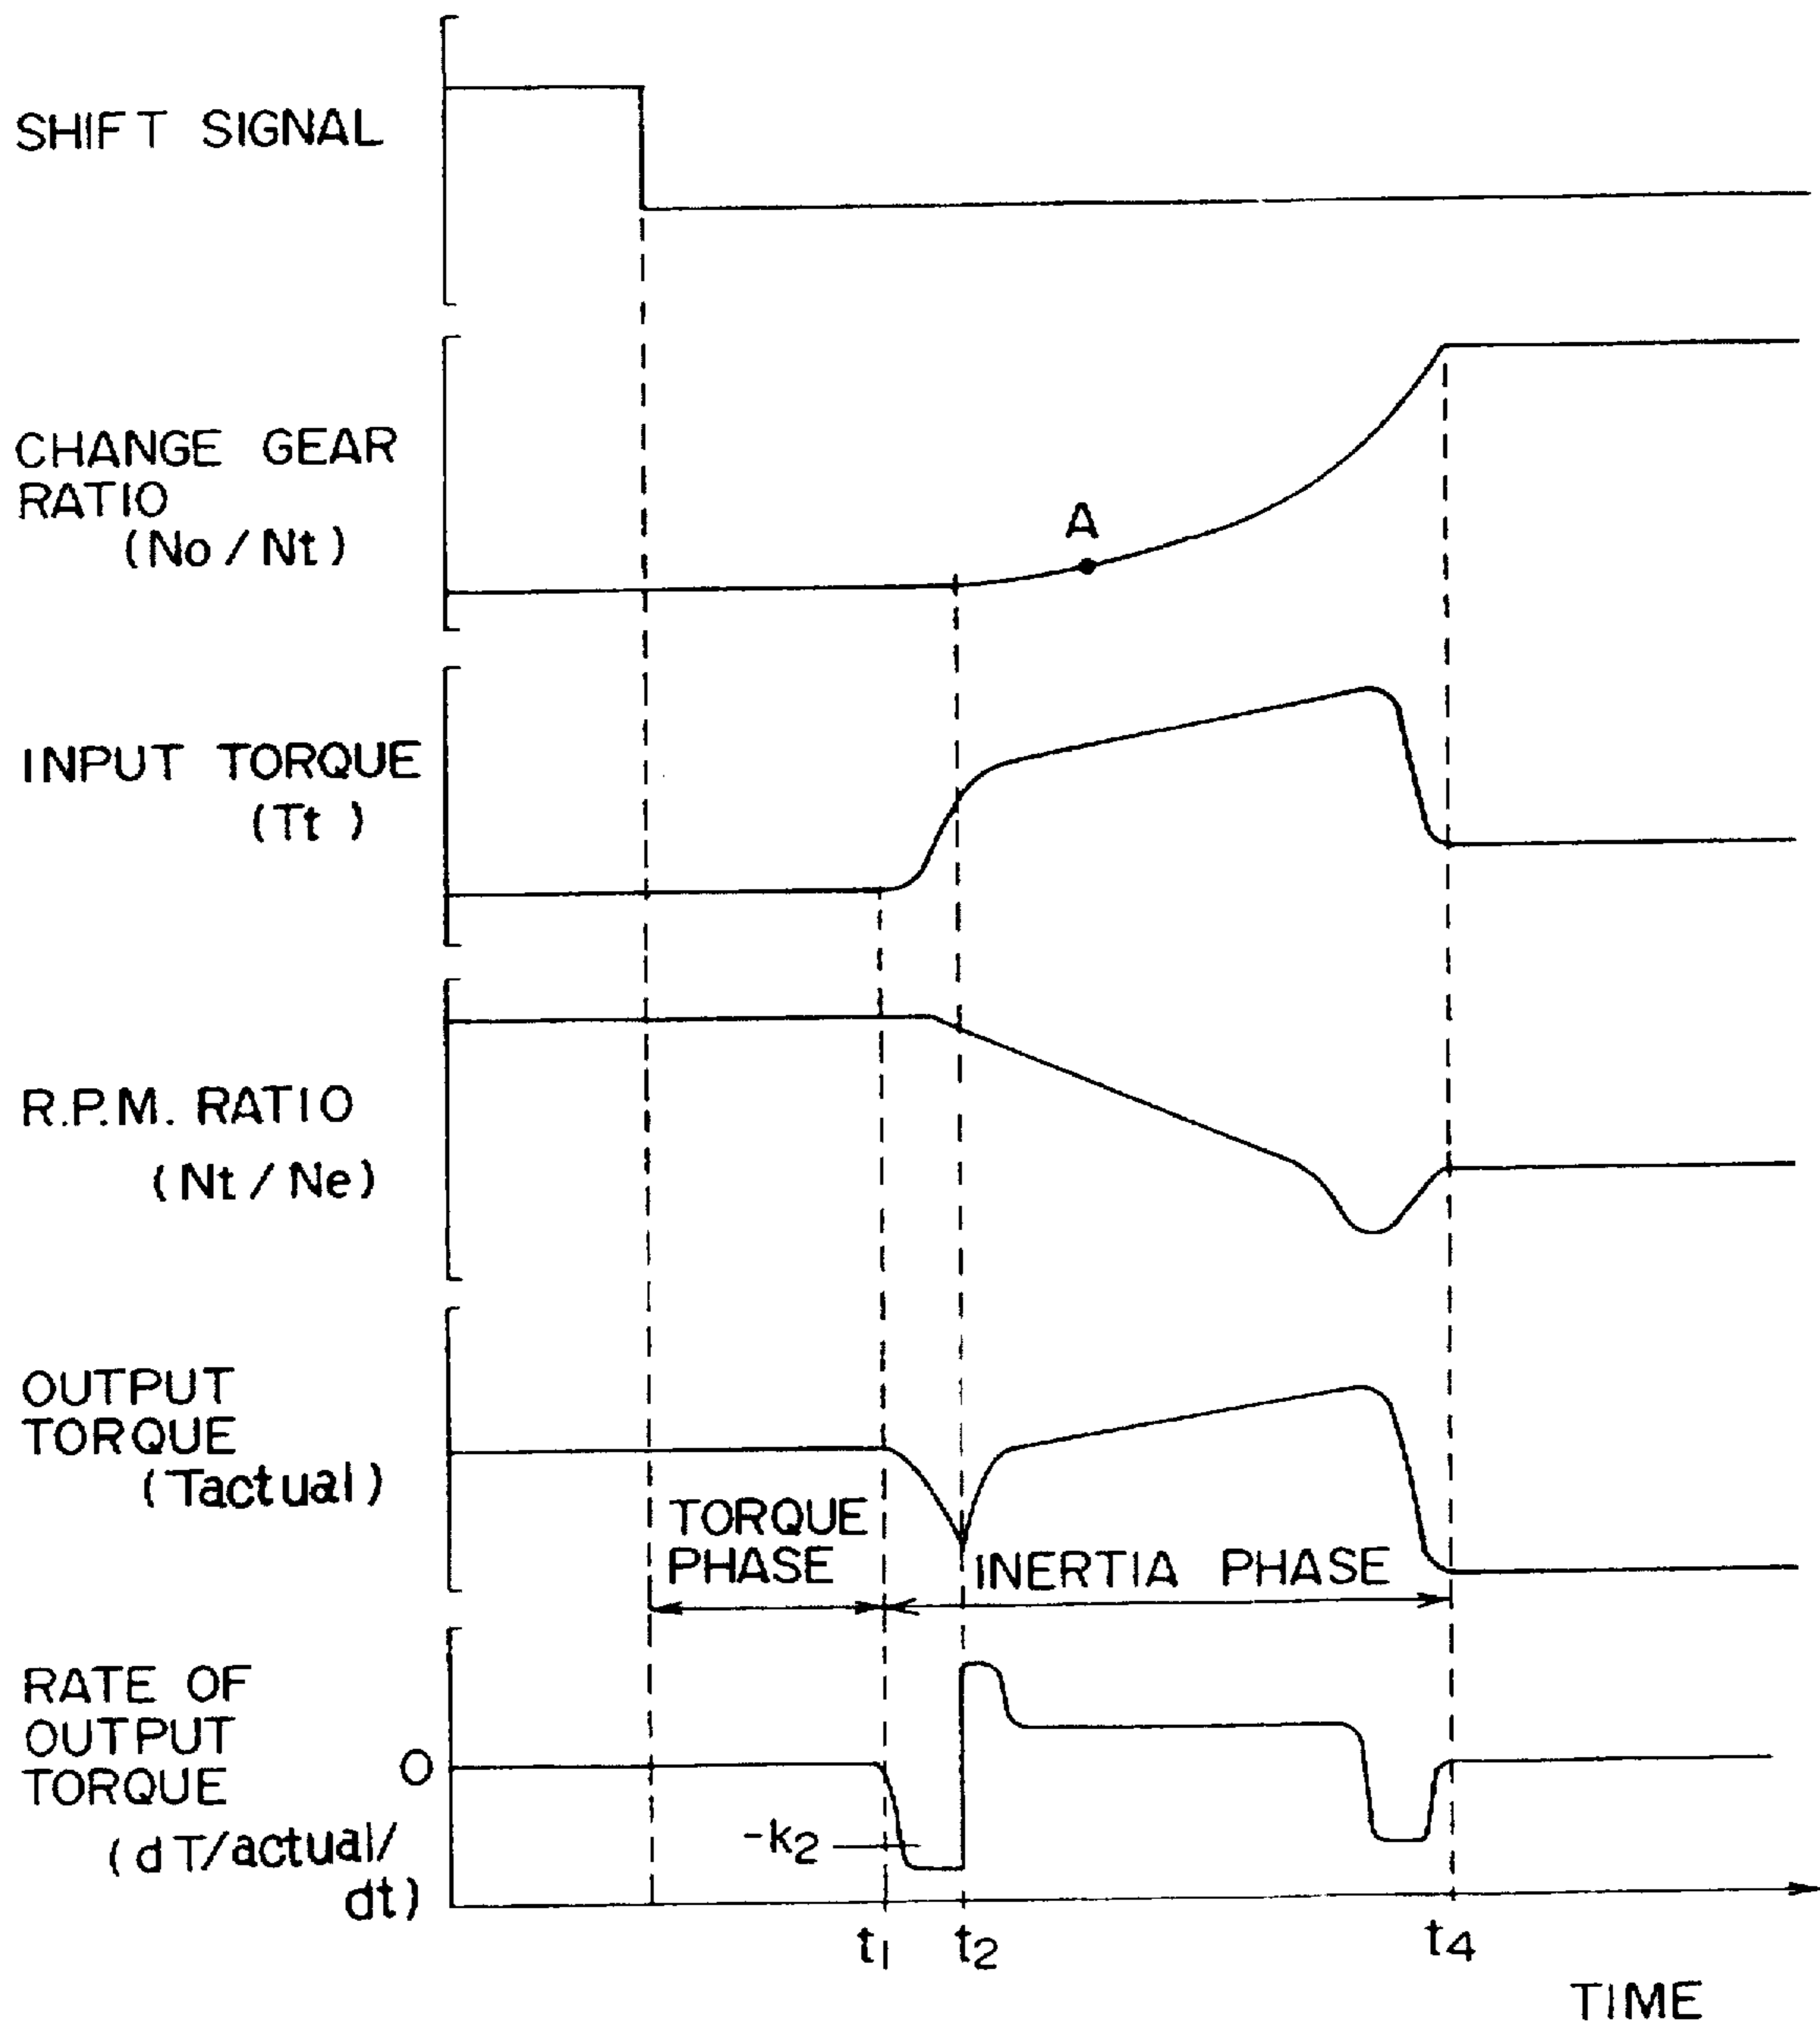 SHIFT SIGNAL
CHANGE GEAR
RATIO
(No/Nt)
A
INPUT TORQUE
(Tt)
R.P.M. RATIO
(Nt/Ne)
OUTPUT
TORQUE
(Tactual)
TORQUE
PHASE
INERTIA PHASE
RATE OF
OUTPUT
TORQUE
(dT/actual/
dt)
0
-k2
t1 t2 t4
TIME